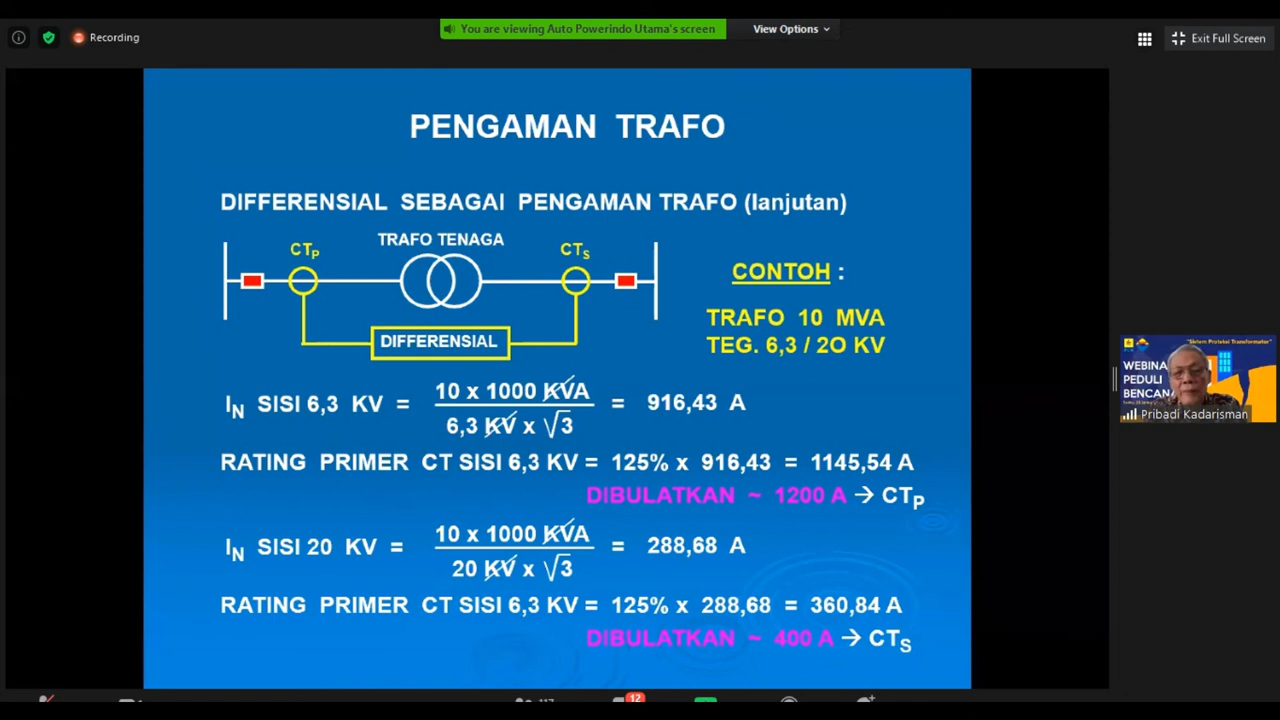 Recording
You are viewing Auto Powerindo Utama's screen
View Options
Exit Full Screen
PENGAMAN TRAFO
DIFFERENSIAL SEBAGAI PENGAMAN TRAFO (lanjutan)
CTP
TRAFO TENAGA
CTS
DIFFERENSIAL
CONTOH :
TRAFO 10 MVA
TEG. 6,3 / 2O KV
IN SISI 6,3 KV = 10 x 1000 KVA / 6,3 KV x √3 = 916,43 A
RATING PRIMER CT SISI 6,3 KV = 125% x 916,43 = 1145,54 A
DIBULATKAN ~ 1200 A → CTP
IN SISI 20 KV = 10 x 1000 KVA / 20 KV x √3 = 288,68 A
RATING PRIMER CT SISI 6,3 KV = 125% x 288,68 = 360,84 A
DIBULATKAN ~ 400 A → CTS
"Sistem Proteksi Transformator"
WEBINA
PEDULI
BENCAN
Pribadi Kadarisman
12